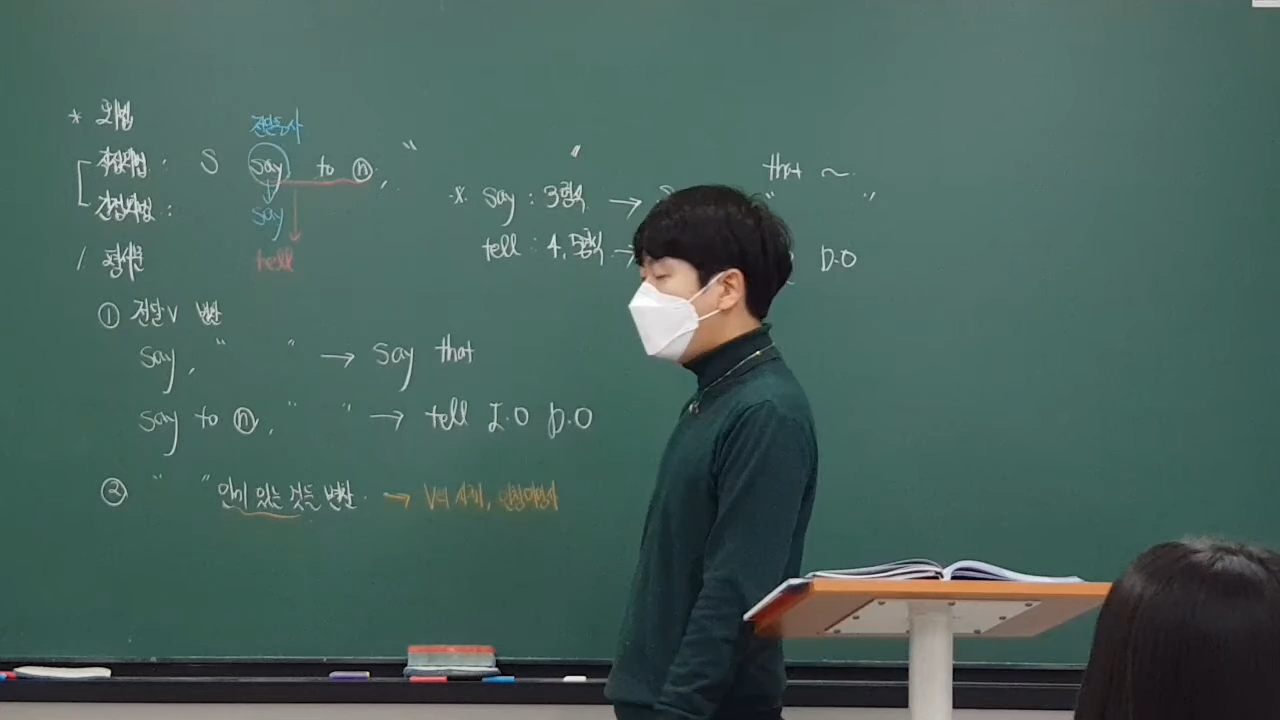 * 화법
전달동사
직접화법 : S say to ⓝ, " "
간접화법 :
say
tell
* say : 3형식 →
that ~
" "
tell : 4, 5형식 → D.O
/ 평서문
① 전달V 변환
say, " " → say that
say to ⓝ, " " → tell I.O D.O
② " " 안에 있는 것들 변환. → V의 시제, 인칭대명사